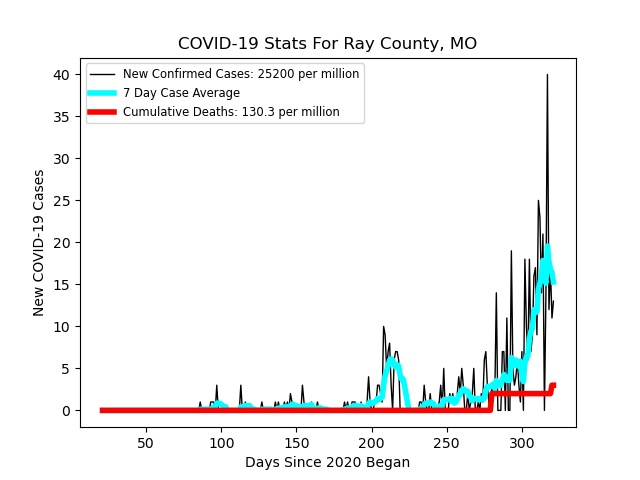 COVID-19 Stats For Ray County, MO
New Confirmed Cases: 25200 per million
7 Day Case Average
Cumulative Deaths: 130.3 per million
New COVID-19 Cases
40
35
30
25
20
15
10
5
0
50 100 150 200 250 300
Days Since 2020 Began